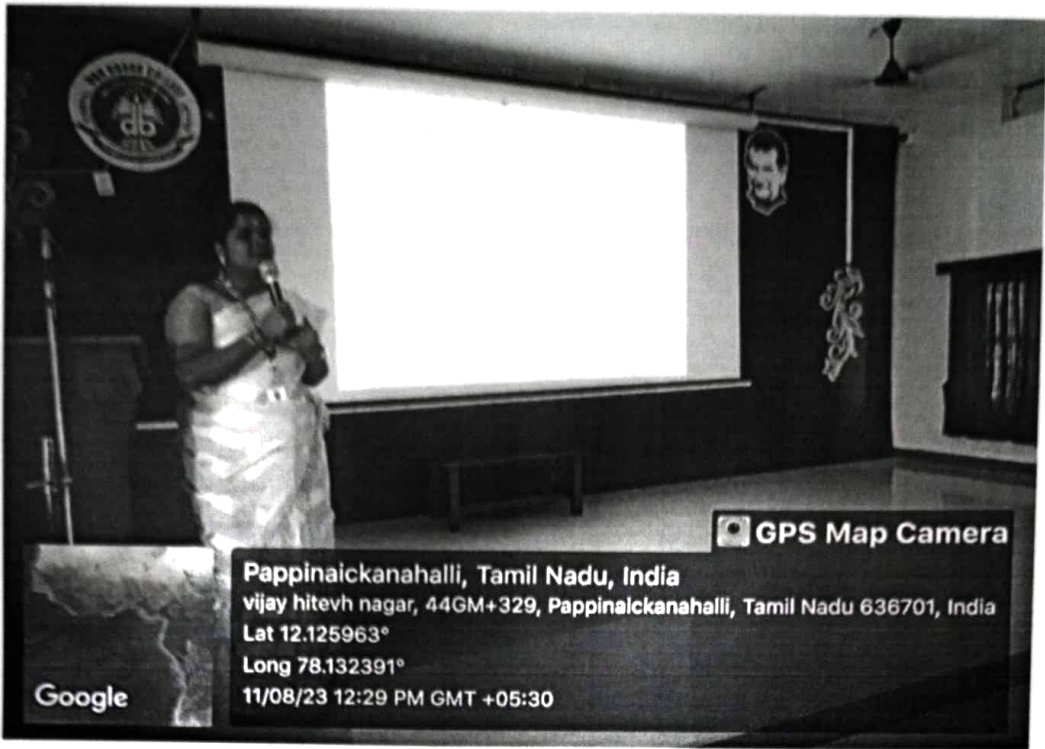 db
GPS Map Camera
Pappinaickanahalli, Tamil Nadu, India
vijay hitevh nagar, 44GM+329, Pappinaickanahalli, Tamil Nadu 636701, India
Lat 12.125963°
Long 78.132391°
11/08/23 12:29 PM GMT +05:30
Google